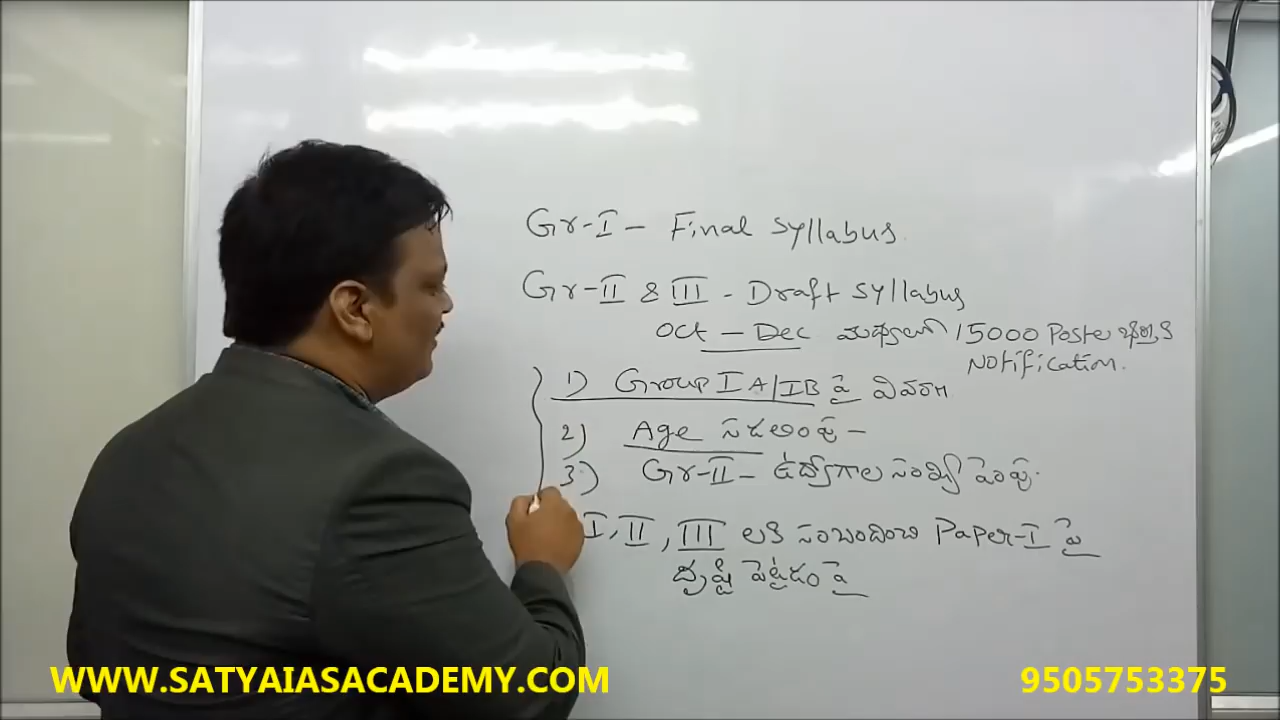 Gr-I - Final Syllabus
Gr-II & III - Draft Syllabus
Oct - Dec మధ్యలో 15000 Posts భర్తీకి
Notification.
1) Group I A/IB పై వివరణ
2) Age సడలింపు -
3) Gr-II - ఉద్యోగాల సంఖ్య పెంపు.
I, II, III లకి సంబందించి Paper-I పై
దృష్టి పెట్టడం పై
WWW.SATYAIASACADEMY.COM
9505753375